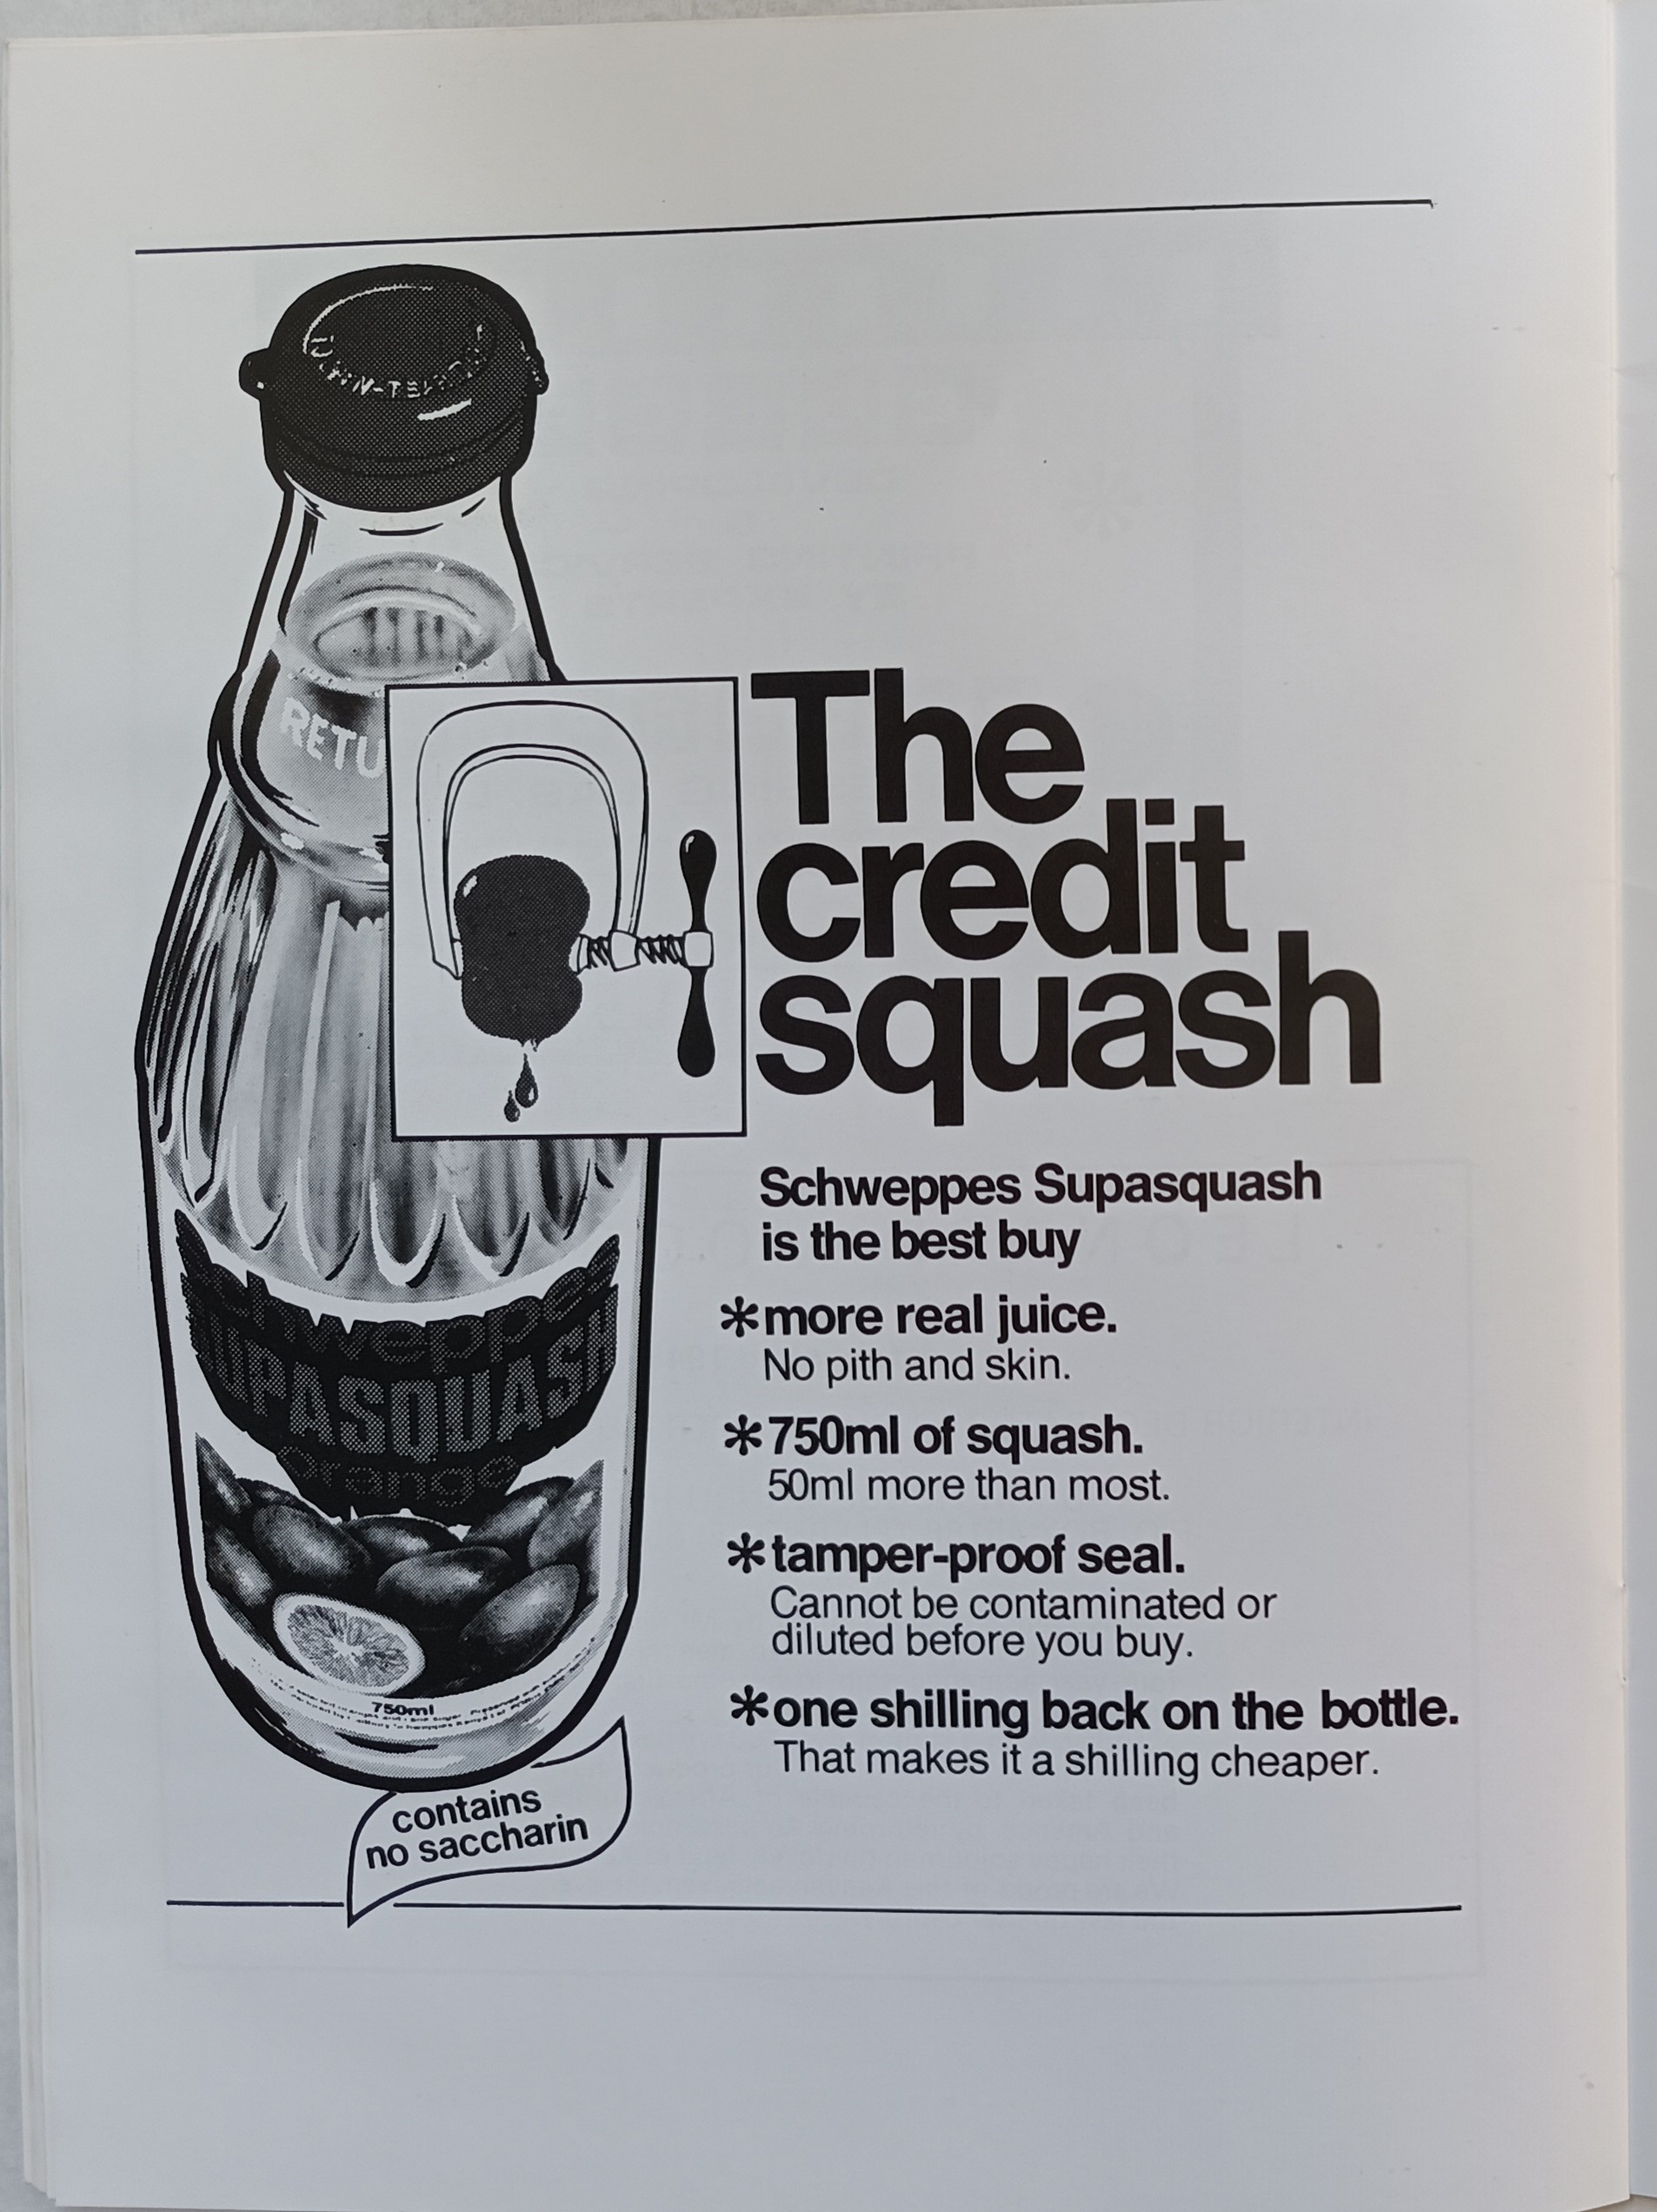 RETU
The
credit
squash
Schweppes Supasquash
is the best buy
*more real juice.
No pith and skin.
*750ml of squash.
50ml more than most.
*tamper-proof seal.
Cannot be contaminated or
diluted before you buy.
*one shilling back on the bottle.
That makes it a shilling cheaper.
Schweppes
SUPASQUASH
orange
750ml
contains
no saccharin